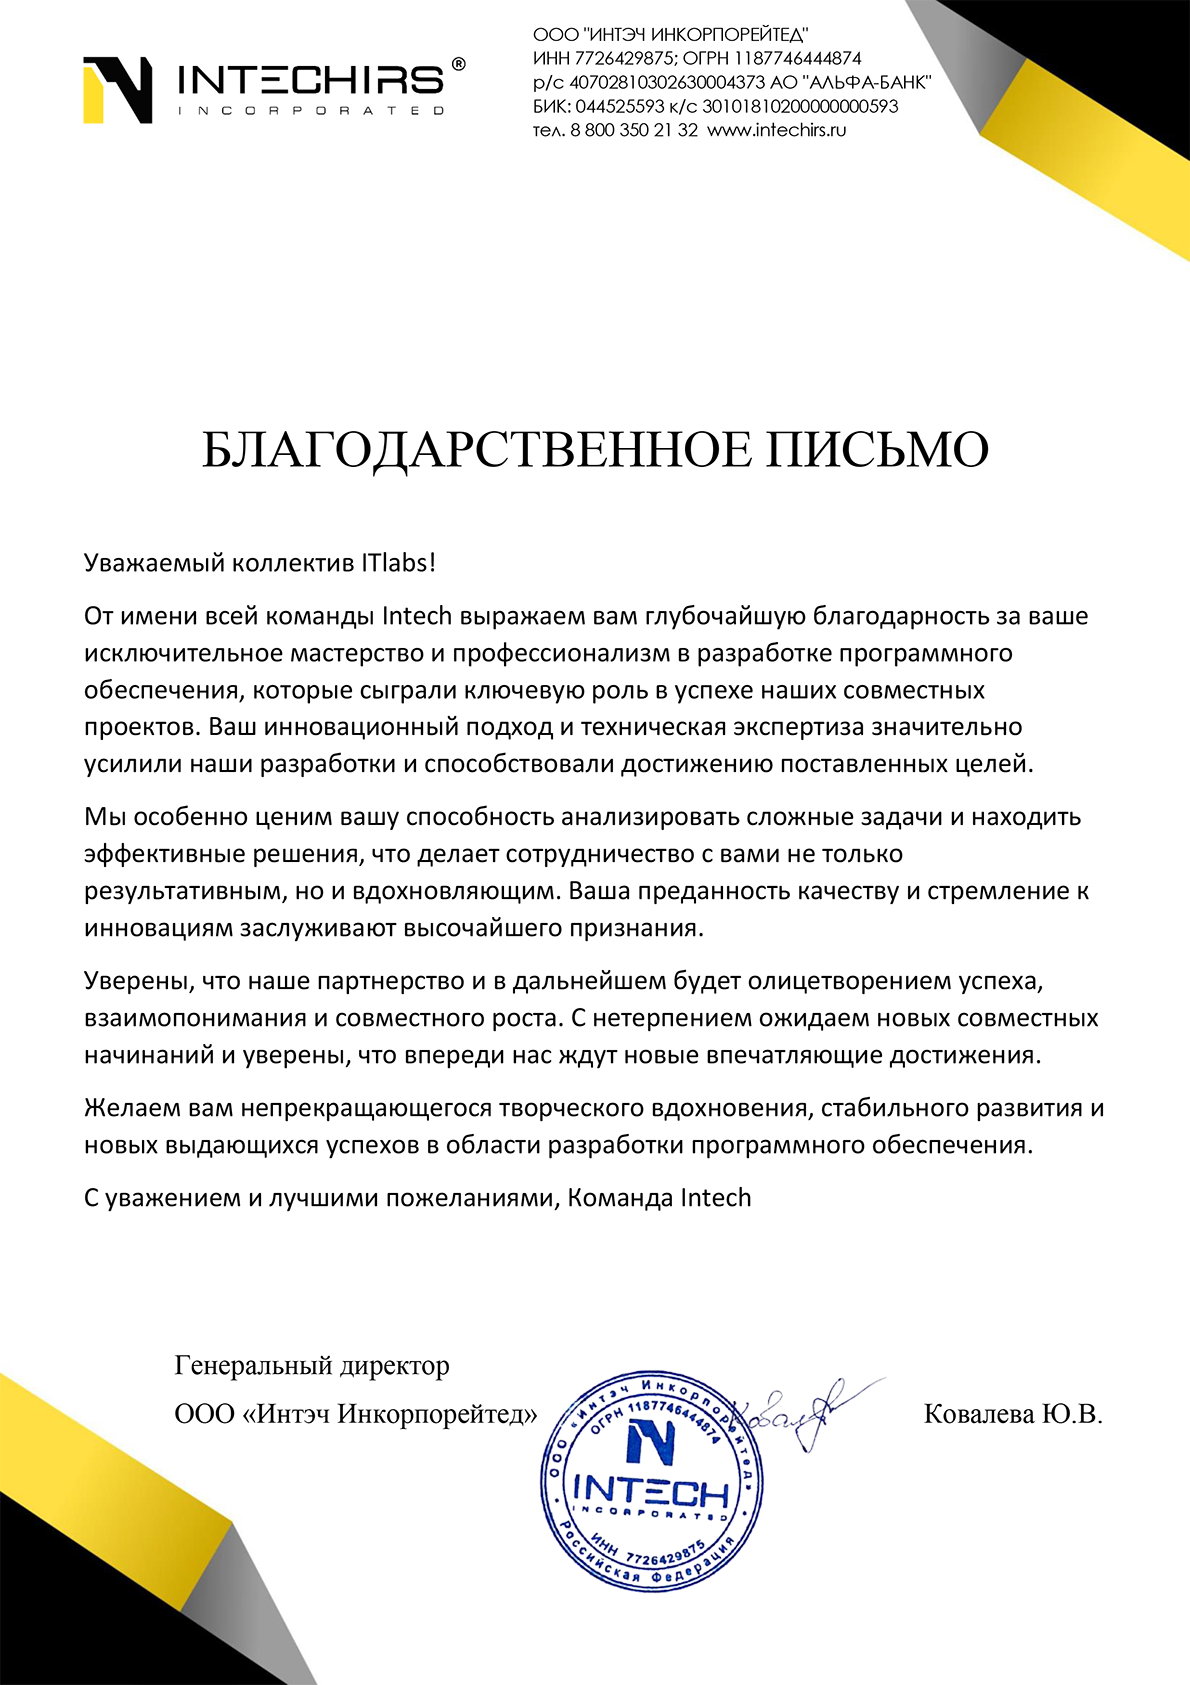 INTECHIRS®
INCORPORATED
ООО "ИНТЭЧ ИНКОРПОРЕЙТЕД"
ИНН 7726429875; ОГРН 1187746444874
р/с 40702810302630004373 АО "АЛЬФА-БАНК"
БИК: 044525593 к/с 30101810200000000593
тел. 8 800 350 21 32 www.intechirs.ru
БЛАГОДАРСТВЕННОЕ ПИСЬМО
Уважаемый коллектив ITlabs!
От имени всей команды Intech выражаем вам глубочайшую благодарность за ваше
исключительное мастерство и профессионализм в разработке программного
обеспечения, которые сыграли ключевую роль в успехе наших совместных
проектов. Ваш инновационный подход и техническая экспертиза значительно
усилили наши разработки и способствовали достижению поставленных целей.
Мы особенно ценим вашу способность анализировать сложные задачи и находить
эффективные решения, что делает сотрудничество с вами не только
результативным, но и вдохновляющим. Ваша преданность качеству и стремление к
инновациям заслуживают высочайшего признания.
Уверены, что наше партнерство и в дальнейшем будет олицетворением успеха,
взаимопонимания и совместного роста. С нетерпением ожидаем новых совместных
начинаний и уверены, что впереди нас ждут новые впечатляющие достижения.
Желаем вам непрекращающегося творческого вдохновения, стабильного развития и
новых выдающихся успехов в области разработки программного обеспечения.
С уважением и лучшими пожеланиями, Команда Intech
Генеральный директор
ООО «Интэч Инкорпорейтед»
Ковалева Ю.В.
ООО «Интэч Инкорпорейтед»
ОГРН 1187746444874
INTECH
INCORPORATED
ИНН 7726429875
Российская Федерация